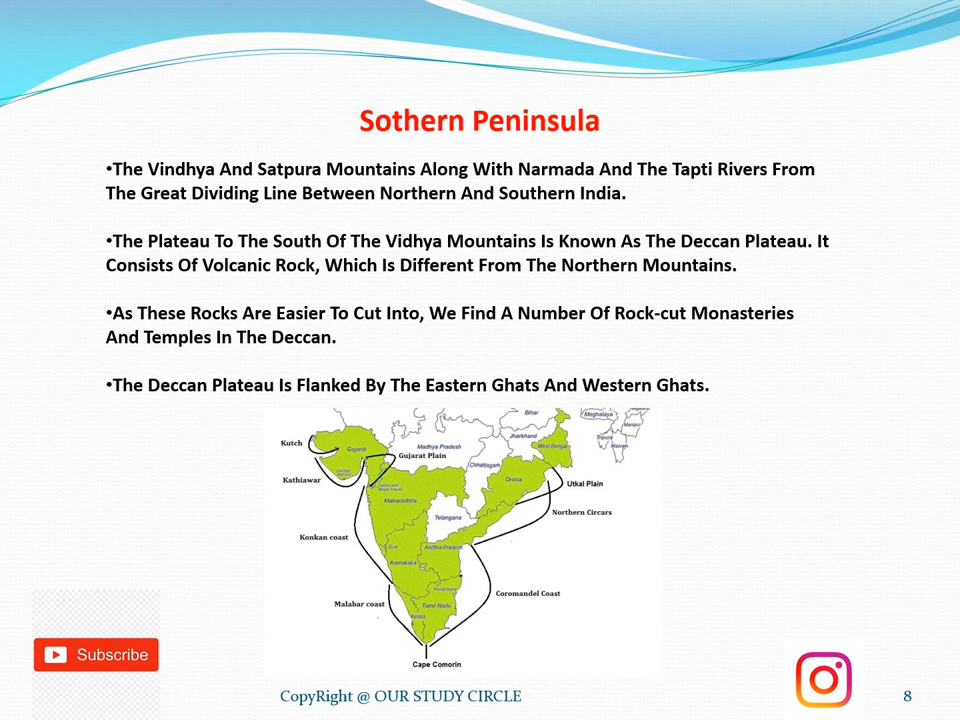 Sothern Peninsula
•The Vindhya And Satpura Mountains Along With Narmada And The Tapti Rivers From
The Great Dividing Line Between Northern And Southern India.
•The Plateau To The South Of The Vidhya Mountains Is Known As The Deccan Plateau. It
Consists Of Volcanic Rock, Which Is Different From The Northern Mountains.
•As These Rocks Are Easier To Cut Into, We Find A Number Of Rock-cut Monasteries
And Temples In The Deccan.
•The Deccan Plateau Is Flanked By The Eastern Ghats And Western Ghats.
Bihar
Meghalaya
Manipur
Tripura
Mizoram
Jharkhand
West Bengal
Kutch
Gujarat
Madhya Pradesh
Gujarat Plain
Chhattisgarh
Kathiawar
Orissa
Utkal Plain
Maharashtra
Northern Circars
Telangana
Konkan coast
Goa
Andhra Pradesh
Karnataka
Coromandel Coast
Malabar coast
Tamil Nadu
Kerala
Cape Comorin
Subscribe
CopyRight @ OUR STUDY CIRCLE
8